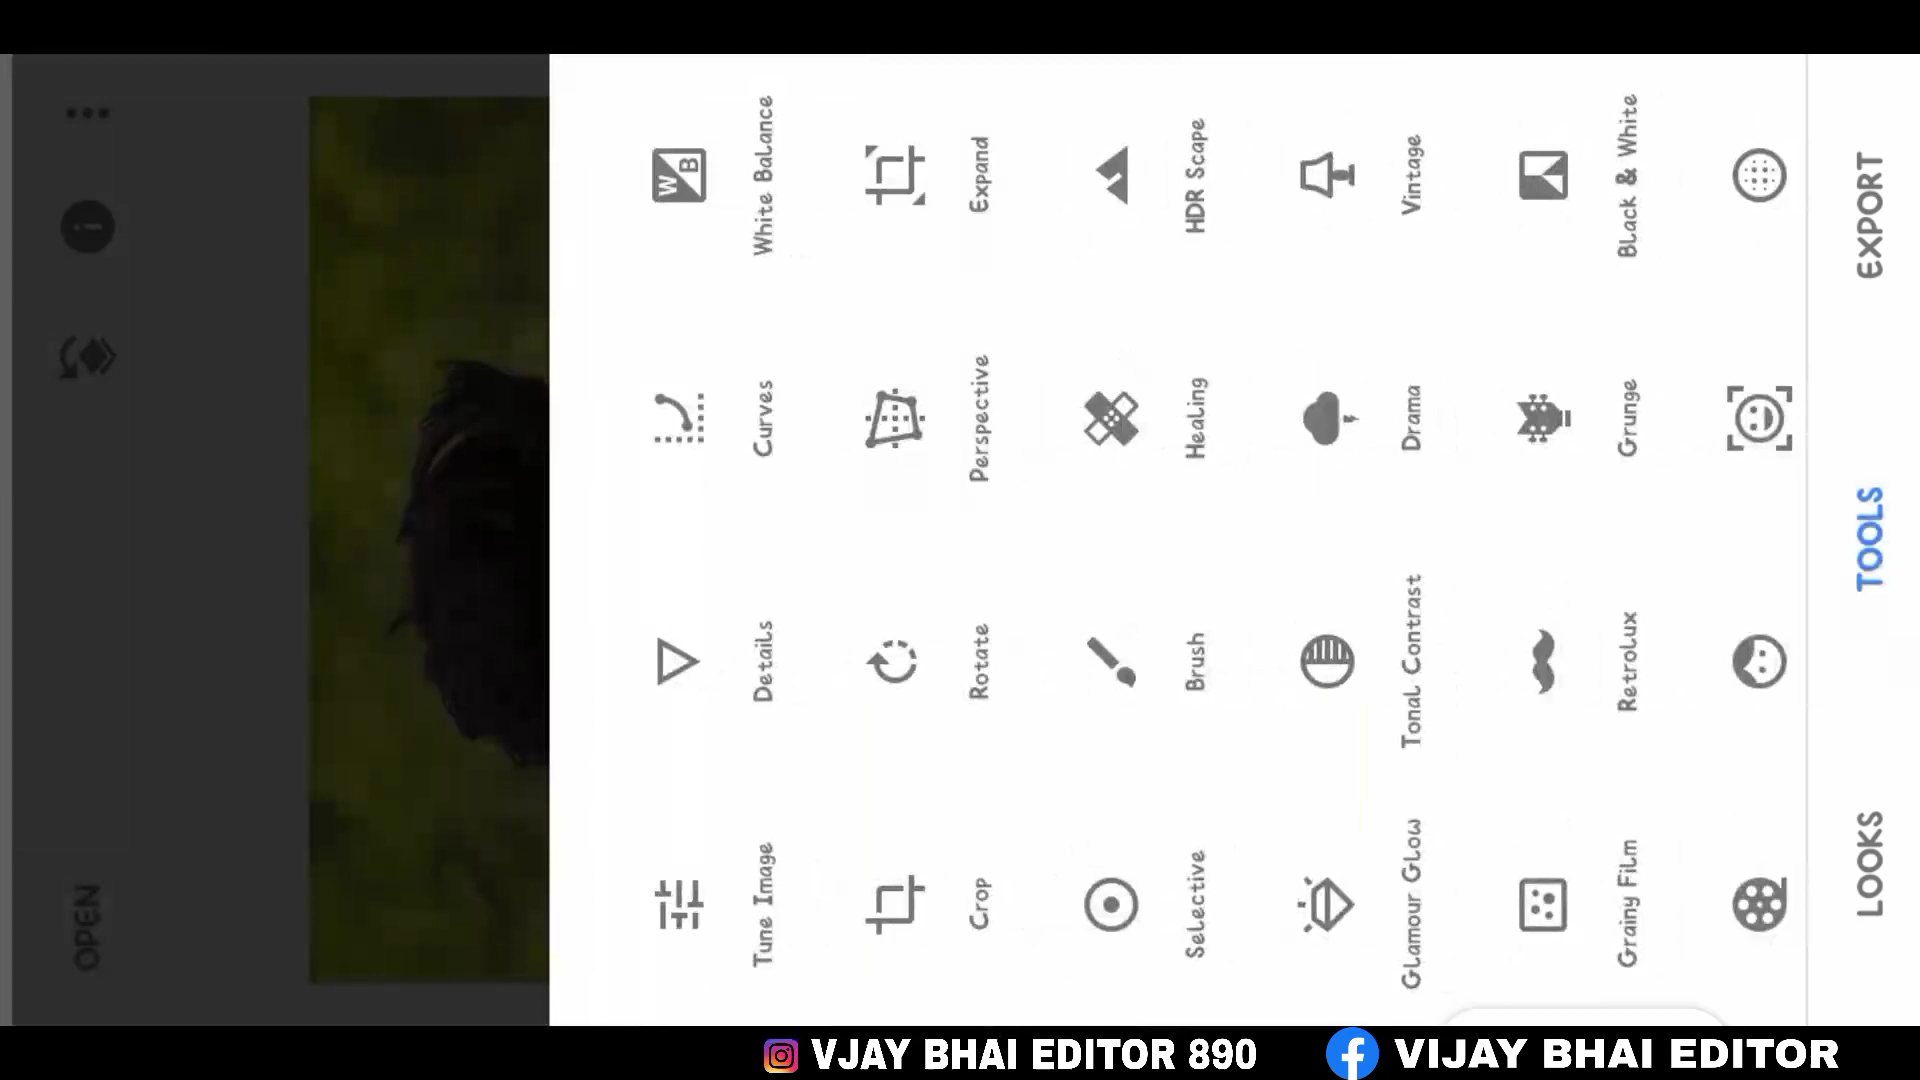 OPEN
WB
Tune Image Details Curves White Balance
Crop Rotate Perspective Expand
Selective Brush Healing HDR Scape
Glamour Glow Tonal Contrast Drama Vintage
Grainy Film Retrolux Grunge Black & White
LOOKS TOOLS EXPORT
VJAY BHAI EDITOR 890 VIJAY BHAI EDITOR